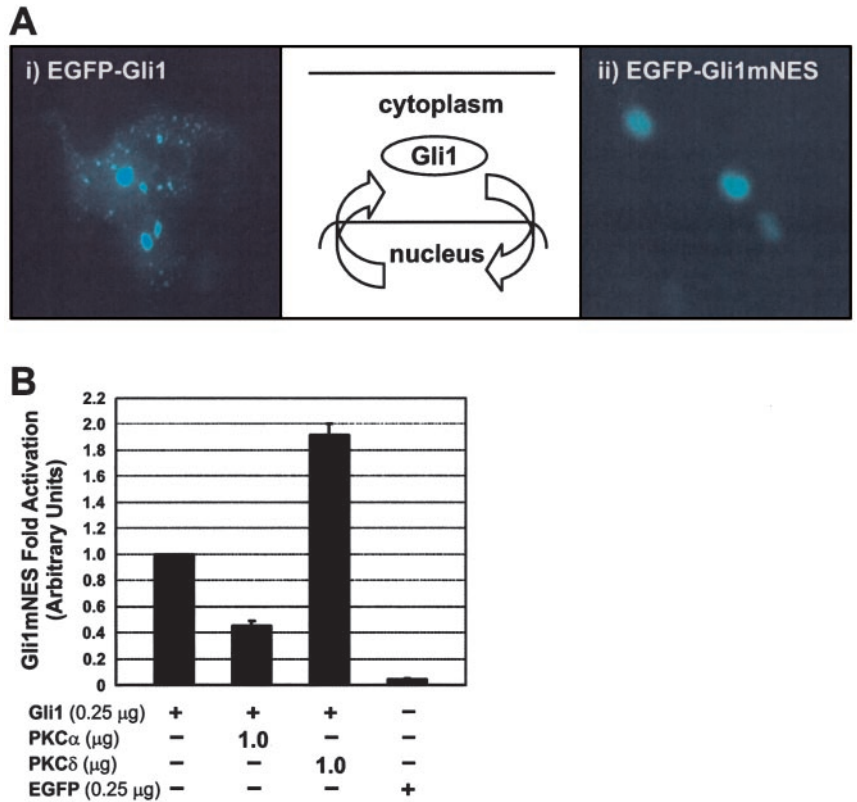 A
i) EGFP-Gli1
cytoplasm
Gli1
nucleus
ii) EGFP-Gli1mNES
B
Gli1mNES Fold Activation
(Arbitrary Units)
2.2
2.0
1.8
1.6
1.4
1.2
1.0
0.8
0.6
0.4
0.2
0
Gli1 (0.25 µg) + + + −
PKCα (µg) − 1.0 − −
PKCδ (µg) − − 1.0 −
EGFP (0.25 µg) − − − +